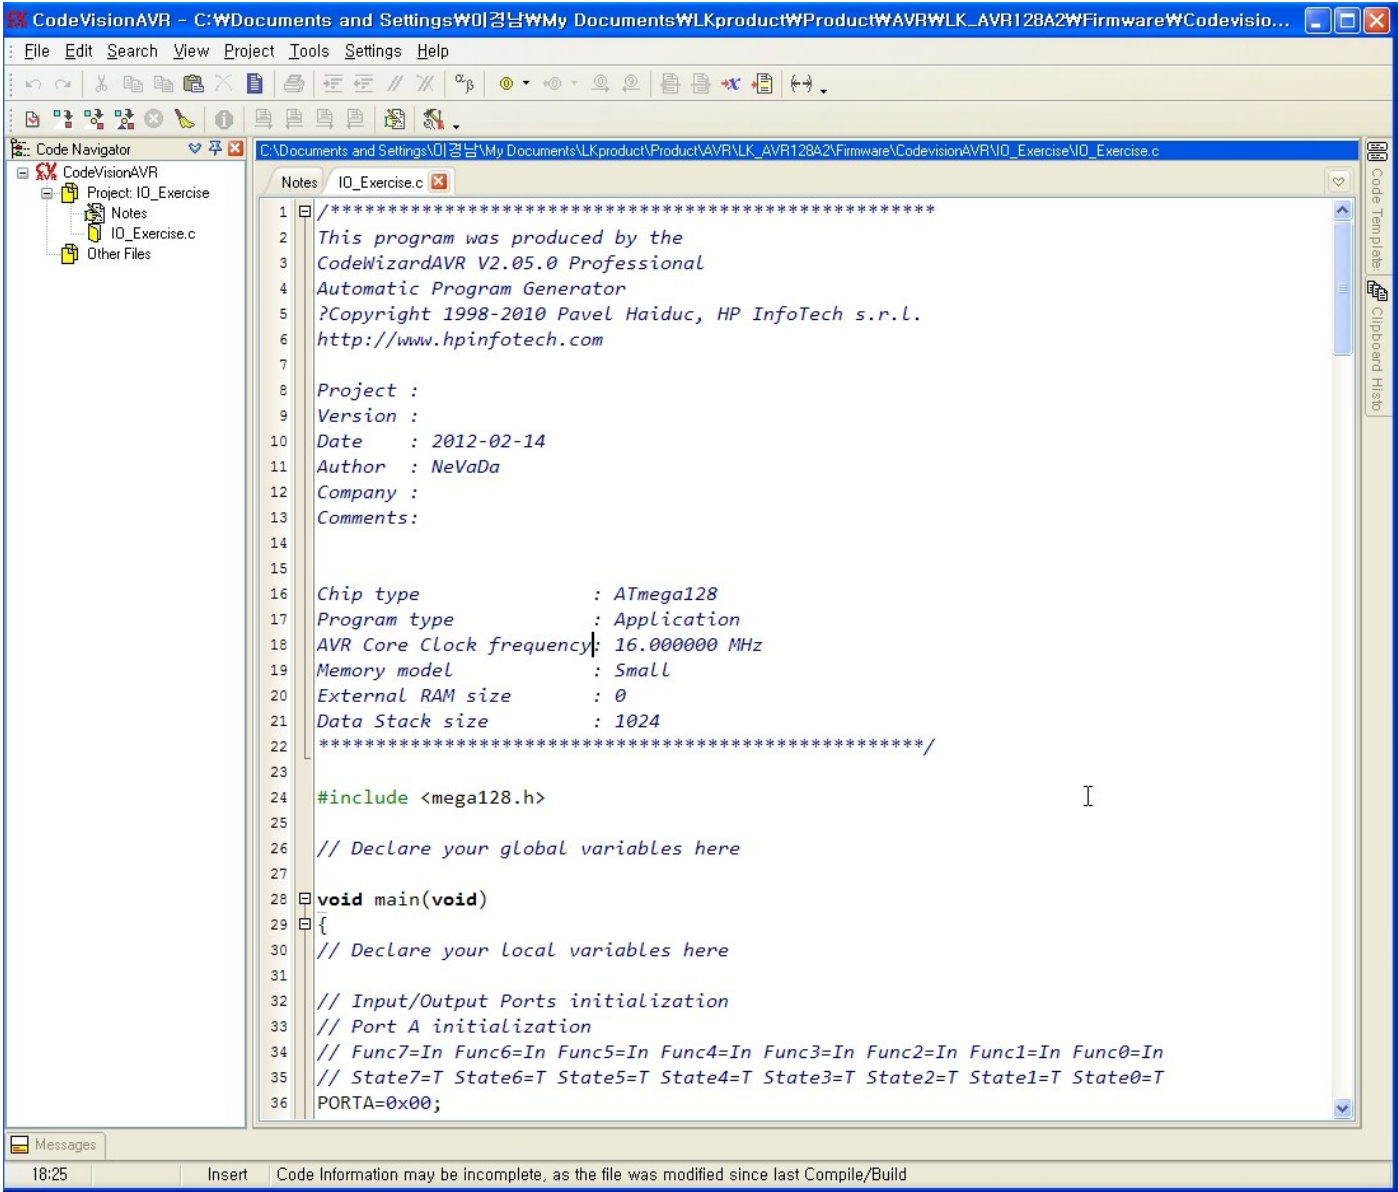 CodeVisionAVR - C:₩Documents and Settings₩이경남₩My Documents₩LKproduct₩Product₩AVR₩LK_AVR128A2₩Firmware₩Codevisio...
File Edit Search View Project Tools Settings Help
Code Navigator
CodeVisionAVR
Project: IO_Exercise
Notes
IO_Exercise.c
Other Files
C:\Documents and Settings\이경남\My Documents\LKproduct\Product\AVR\LK_AVR128A2\Firmware\CodevisionAVR\IO_Exercise\IO_Exercise.c
Notes IO_Exercise.c
1 /*****************************************************
2 This program was produced by the
3 CodeWizardAVR V2.05.0 Professional
4 Automatic Program Generator
5 ?Copyright 1998-2010 Pavel Haiduc, HP InfoTech s.r.l.
6 http://www.hpinfotech.com
7
8 Project :
9 Version :
10 Date    : 2012-02-14
11 Author  : NeVaDa
12 Company :
13 Comments:
14
15
16 Chip type               : ATmega128
17 Program type            : Application
18 AVR Core Clock frequency: 16.000000 MHz
19 Memory model            : Small
20 External RAM size       : 0
21 Data Stack size         : 1024
22 *****************************************************/
23
24 #include <mega128.h>
25
26 // Declare your global variables here
27
28 void main(void)
29 {
30 // Declare your local variables here
31
32 // Input/Output Ports initialization
33 // Port A initialization
34 // Func7=In Func6=In Func5=In Func4=In Func3=In Func2=In Func1=In Func0=In
35 // State7=T State6=T State5=T State4=T State3=T State2=T State1=T State0=T
36 PORTA=0x00;
Code Template:
Clipboard Histo
Messages
18:25 Insert Code Information may be incomplete, as the file was modified since last Compile/Build